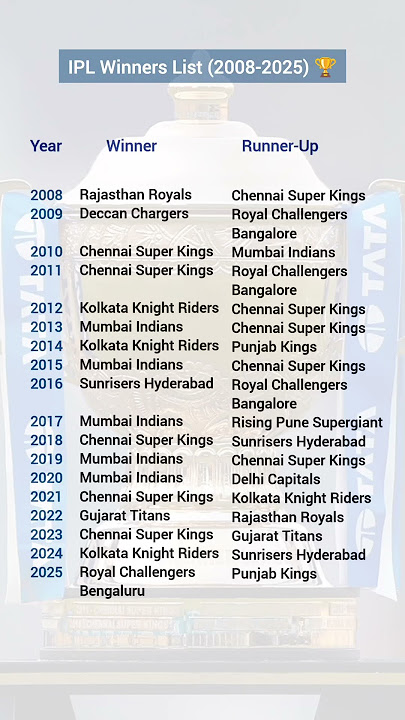 IPL Winners List (2008-2025) 🏆
Year Winner Runner-Up
2008 Rajasthan Royals Chennai Super Kings
2009 Deccan Chargers Royal Challengers
Bangalore
2010 Chennai Super Kings Mumbai Indians
2011 Chennai Super Kings Royal Challengers
Bangalore
2012 Kolkata Knight Riders Chennai Super Kings
2013 Mumbai Indians Chennai Super Kings
2014 Kolkata Knight Riders Punjab Kings
2015 Mumbai Indians Chennai Super Kings
2016 Sunrisers Hyderabad Royal Challengers
Bangalore
2017 Mumbai Indians Rising Pune Supergiant
2018 Chennai Super Kings Sunrisers Hyderabad
2019 Mumbai Indians Chennai Super Kings
2020 Mumbai Indians Delhi Capitals
2021 Chennai Super Kings Kolkata Knight Riders
2022 Gujarat Titans Rajasthan Royals
2023 Chennai Super Kings Gujarat Titans
2024 Kolkata Knight Riders Sunrisers Hyderabad
2025 Royal Challengers Punjab Kings
Bengaluru
TATA
TATA